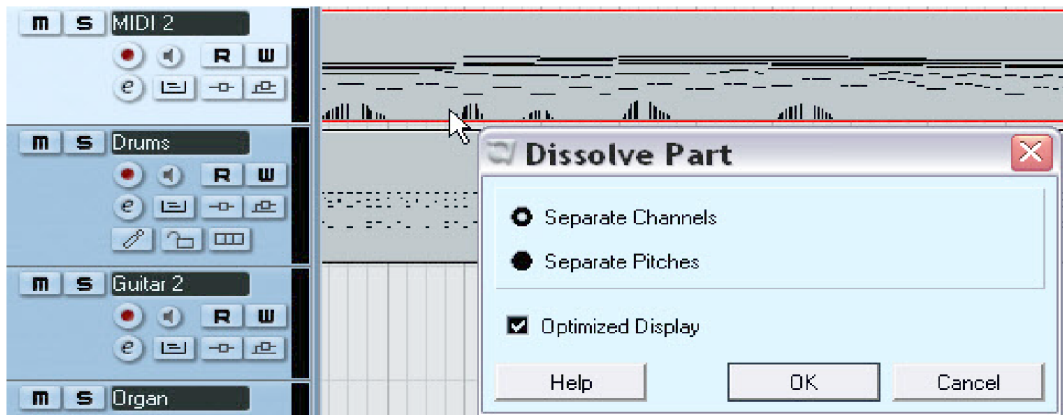 m S MIDI 2
R W
e
m S Drums
R W
e
m S Guitar 2
R W
e
m S Organ
Dissolve Part
Separate Channels
Separate Pitches
Optimized Display
Help OK Cancel